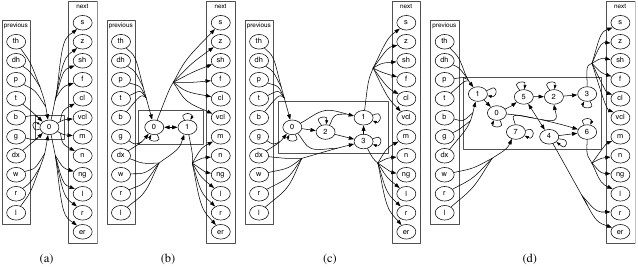 previous
th
dh
p
t
b
g
dx
w
r
l
0
next
s
z
sh
f
cl
vcl
m
n
ng
l
r
er
(a)
previous
th
dh
p
t
b
g
dx
w
r
l
0
1
next
s
z
sh
f
cl
vcl
m
n
ng
l
r
er
(b)
previous
th
dh
p
t
b
g
dx
w
r
l
0
2
1
3
next
s
z
sh
f
cl
vcl
m
n
ng
l
r
er
(c)
previous
th
dh
p
t
b
g
dx
w
r
l
1
5
2
3
0
7
4
6
next
s
z
sh
f
cl
vcl
m
n
ng
l
r
er
(d)